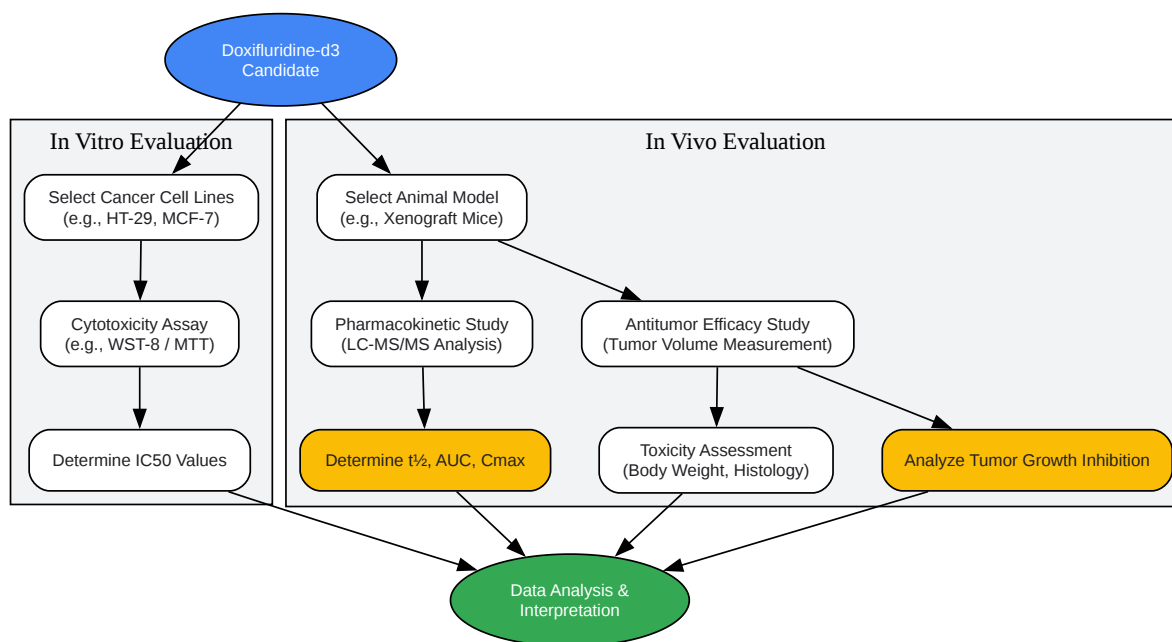 Doxifluridine-d3
Candidate
In Vitro Evaluation
In Vivo Evaluation
Select Cancer Cell Lines
(e.g., HT-29, MCF-7)
Select Animal Model
(e.g., Xenograft Mice)
Cytotoxicity Assay
(e.g., WST-8 / MTT)
Pharmacokinetic Study
(LC-MS/MS Analysis)
Antitumor Efficacy Study
(Tumor Volume Measurement)
Determine IC50 Values
Determine t½, AUC, Cmax
Toxicity Assessment
(Body Weight, Histology)
Analyze Tumor Growth Inhibition
Data Analysis &
Interpretation